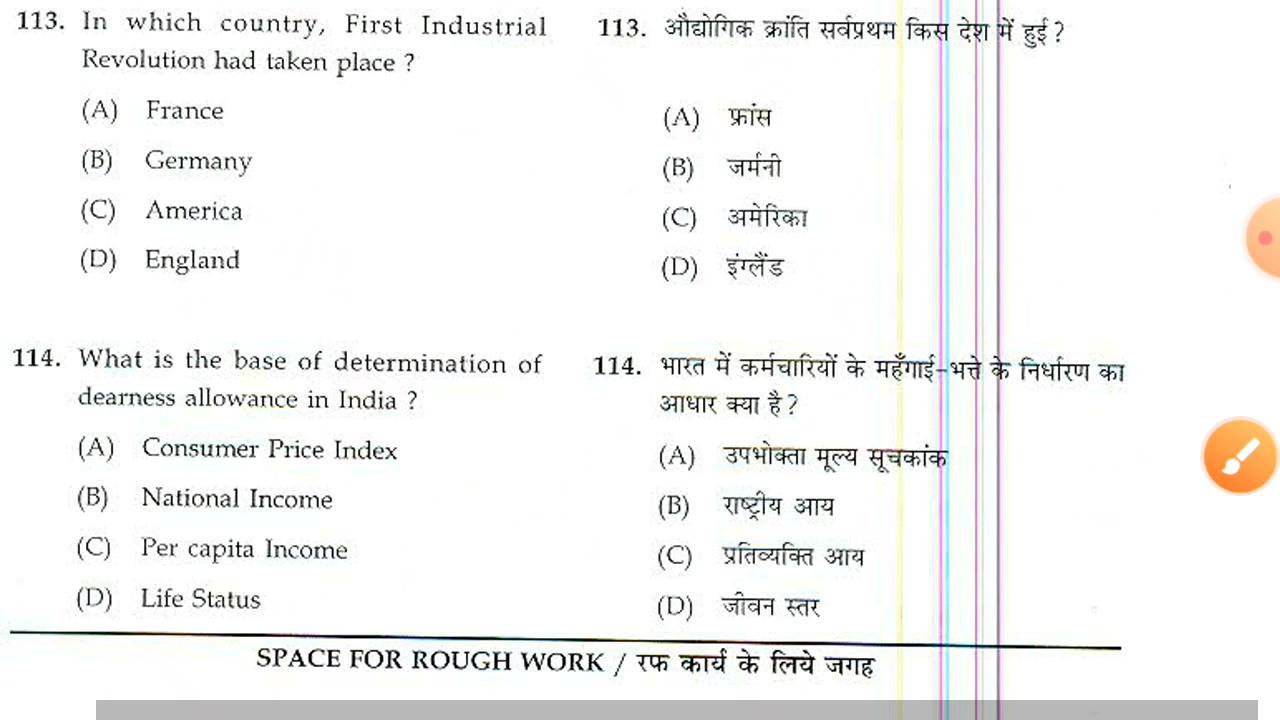 113. In which country, First Industrial
Revolution had taken place ?
(A) France
(B) Germany
(C) America
(D) England
113. औद्योगिक क्रांति सर्वप्रथम किस देश में हुई ?
(A) फ्रांस
(B) जर्मनी
(C) अमेरिका
(D) इंग्लैंड
114. What is the base of determination of
dearness allowance in India ?
(A) Consumer Price Index
(B) National Income
(C) Per capita Income
(D) Life Status
114. भारत में कर्मचारियों के महँगाई-भत्ते के निर्धारण का
आधार क्या है ?
(A) उपभोक्ता मूल्य सूचकांक
(B) राष्ट्रीय आय
(C) प्रतिव्यक्ति आय
(D) जीवन स्तर
SPACE FOR ROUGH WORK / रफ कार्य के लिये जगह